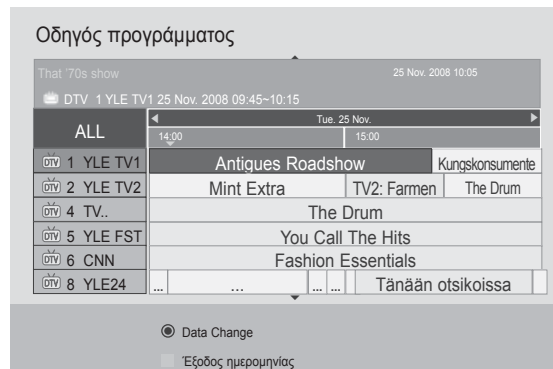 Οδηγός προγράμματος
That '70s show 25 Nov. 2008 10:05
DTV 1 YLE TV1 25 Nov. 2008 09:45~10:15
ALL
Tue. 25 Nov.
14:00 15:00
DTV 1 YLE TV1 Antigues Roadshow Kungskonsumente
DTV 2 YLE TV2 Mint Extra TV2: Farmen The Drum
DTV 4 TV.. The Drum
DTV 5 YLE FST You Call The Hits
DTV 6 CNN Fashion Essentials
DTV 8 YLE24 ... ... ... ... Tänään otsikoissa
Data Change
Έξοδος ημερομηνίας